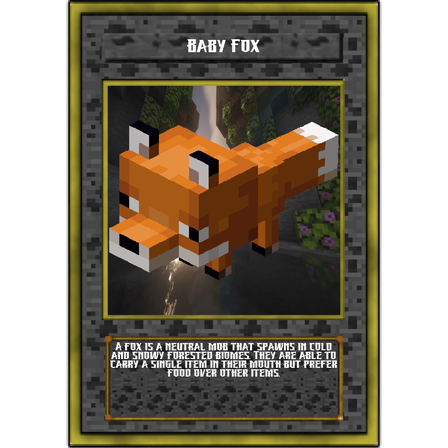 BABY FOX
A FOX IS A NEUTRAL MOB THAT SPAWNS IN COLD
AND SNOWY FORESTED BIOMES. THEY ARE ABLE TO
CARRY A SINGLE ITEM IN THEIR MOUTH BUT PREFER
FOOD OVER OTHER ITEMS.